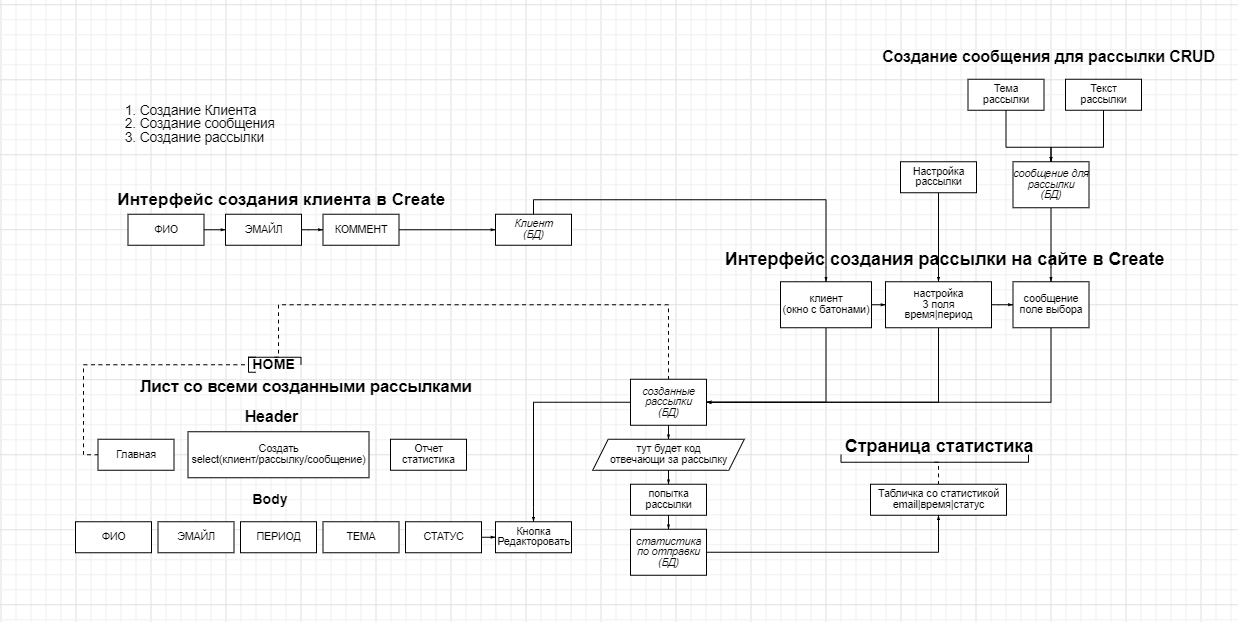 Создание сообщения для рассылки CRUD
Тема
рассылки
Текст
рассылки
1. Создание Клиента
2. Создание сообщения
3. Создание рассылки
Настройка
рассылки
сообщение для
рассылки
(БД)
Интерфейс создания клиента в Create
ФИО
ЭМАЙЛ
КОММЕНТ
Клиент
(БД)
Интерфейс создания рассылки на сайте в Create
клиент
(окно с батонами)
настройка
3 поля
время|период
сообщение
поле выбора
HOME
Лист со всеми созданными рассылками
Header
Главная
Создать
select(клиент/рассылку/сообщение)
Отчет
статистика
созданные
рассылки
(БД)
тут будет код
отвечающи за рассылку
попытка
рассылки
статистика
по отправки
(БД)
Страница статистика
Табличка со статистикой
email|время|статус
Body
ФИО
ЭМАЙЛ
ПЕРИОД
ТЕМА
СТАТУС
Кнопка
Редакторовать